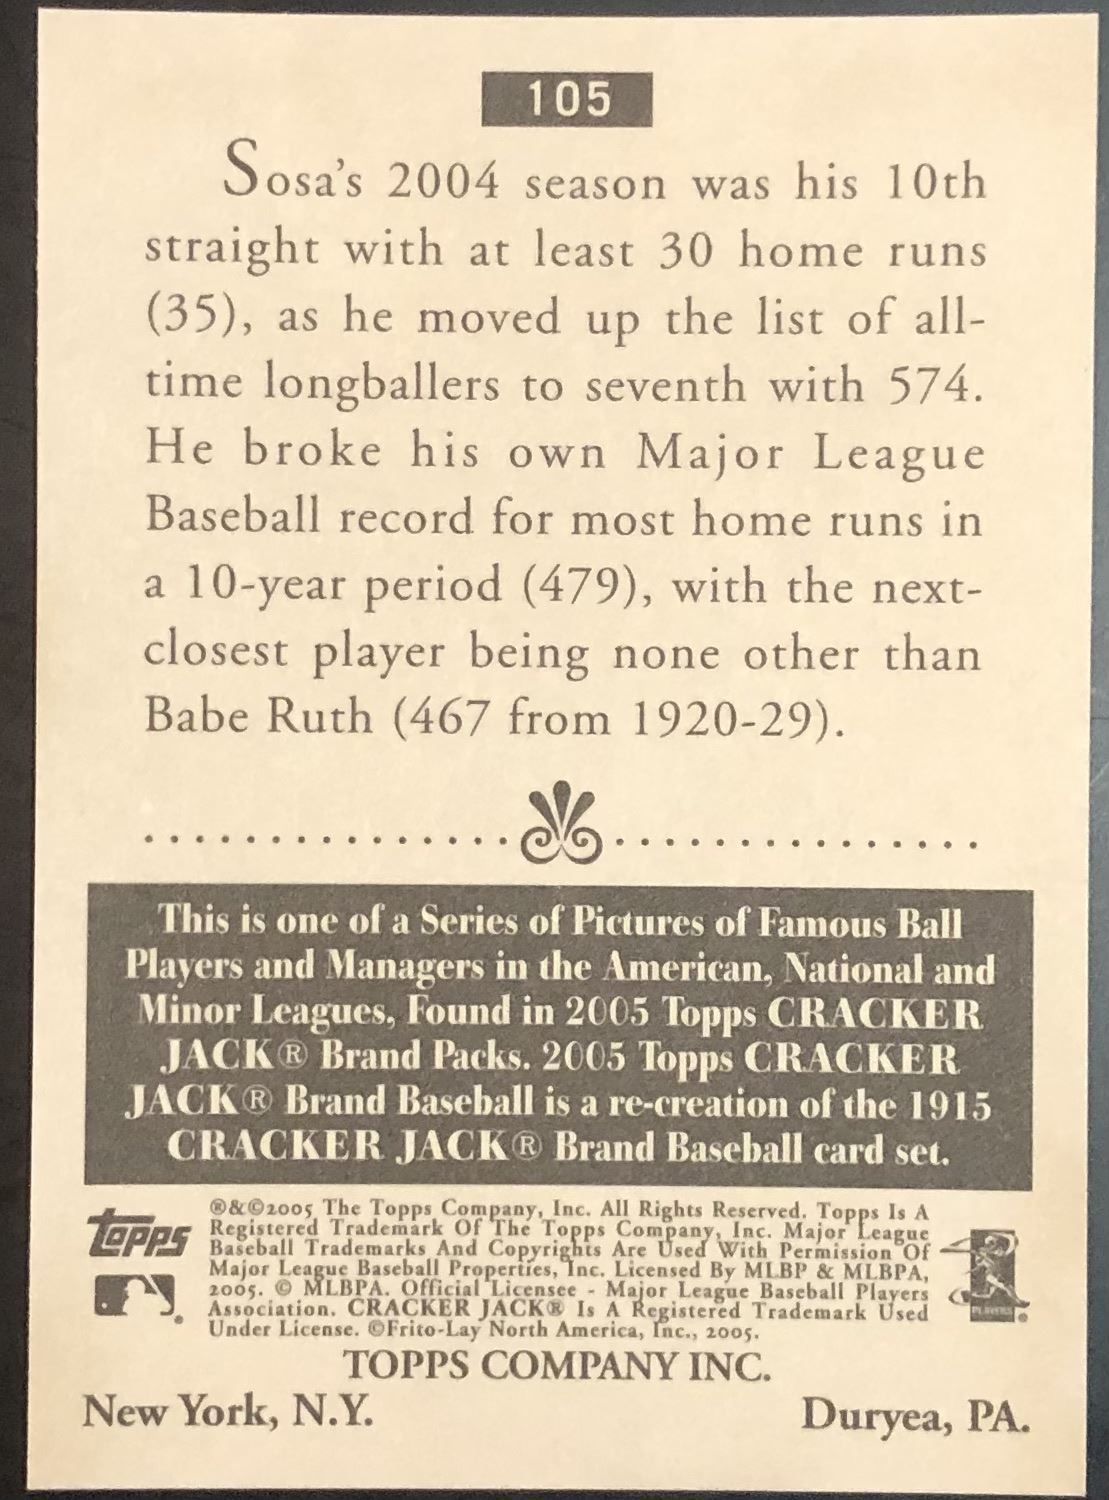 105
Sosa's 2004 season was his 10th
straight with at least 30 home runs
(35), as he moved up the list of all-
time longballers to seventh with 574.
He broke his own Major League
Baseball record for most home runs in
a 10-year period (479), with the next-
closest player being none other than
Babe Ruth (467 from 1920-29).
This is one of a Series of Pictures of Famous Ball
Players and Managers in the American, National and
Minor Leagues, Found in 2005 Topps CRACKER
JACK® Brand Packs. 2005 Topps CRACKER
JACK® Brand Baseball is a re-creation of the 1915
CRACKER JACK® Brand Baseball card set.
topps
®&©2005 The Topps Company, Inc. All Rights Reserved. Topps Is A
Registered Trademark Of The Topps Company, Inc. Major League
Baseball Trademarks And Copyrights Are Used With Permission Of
Major League Baseball Properties, Inc. Licensed By MLBP & MLBPA,
2005. © MLBPA. Official Licensee - Major League Baseball Players
Association. CRACKER JACK® Is A Registered Trademark Used
Under License. ©Frito-Lay North America, Inc., 2005.
PLAYERS
TOPPS COMPANY INC.
New York, N.Y. Duryea, PA.